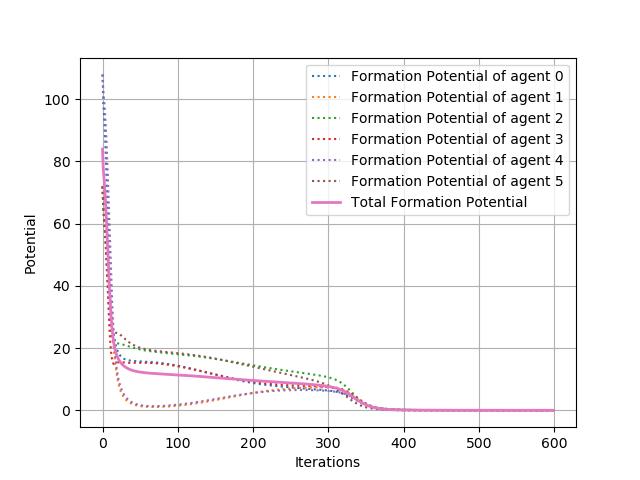 Formation Potential of agent 0
Formation Potential of agent 1
Formation Potential of agent 2
Formation Potential of agent 3
Formation Potential of agent 4
Formation Potential of agent 5
Total Formation Potential
Potential
100
80
60
40
20
0
0 100 200 300 400 500 600
Iterations